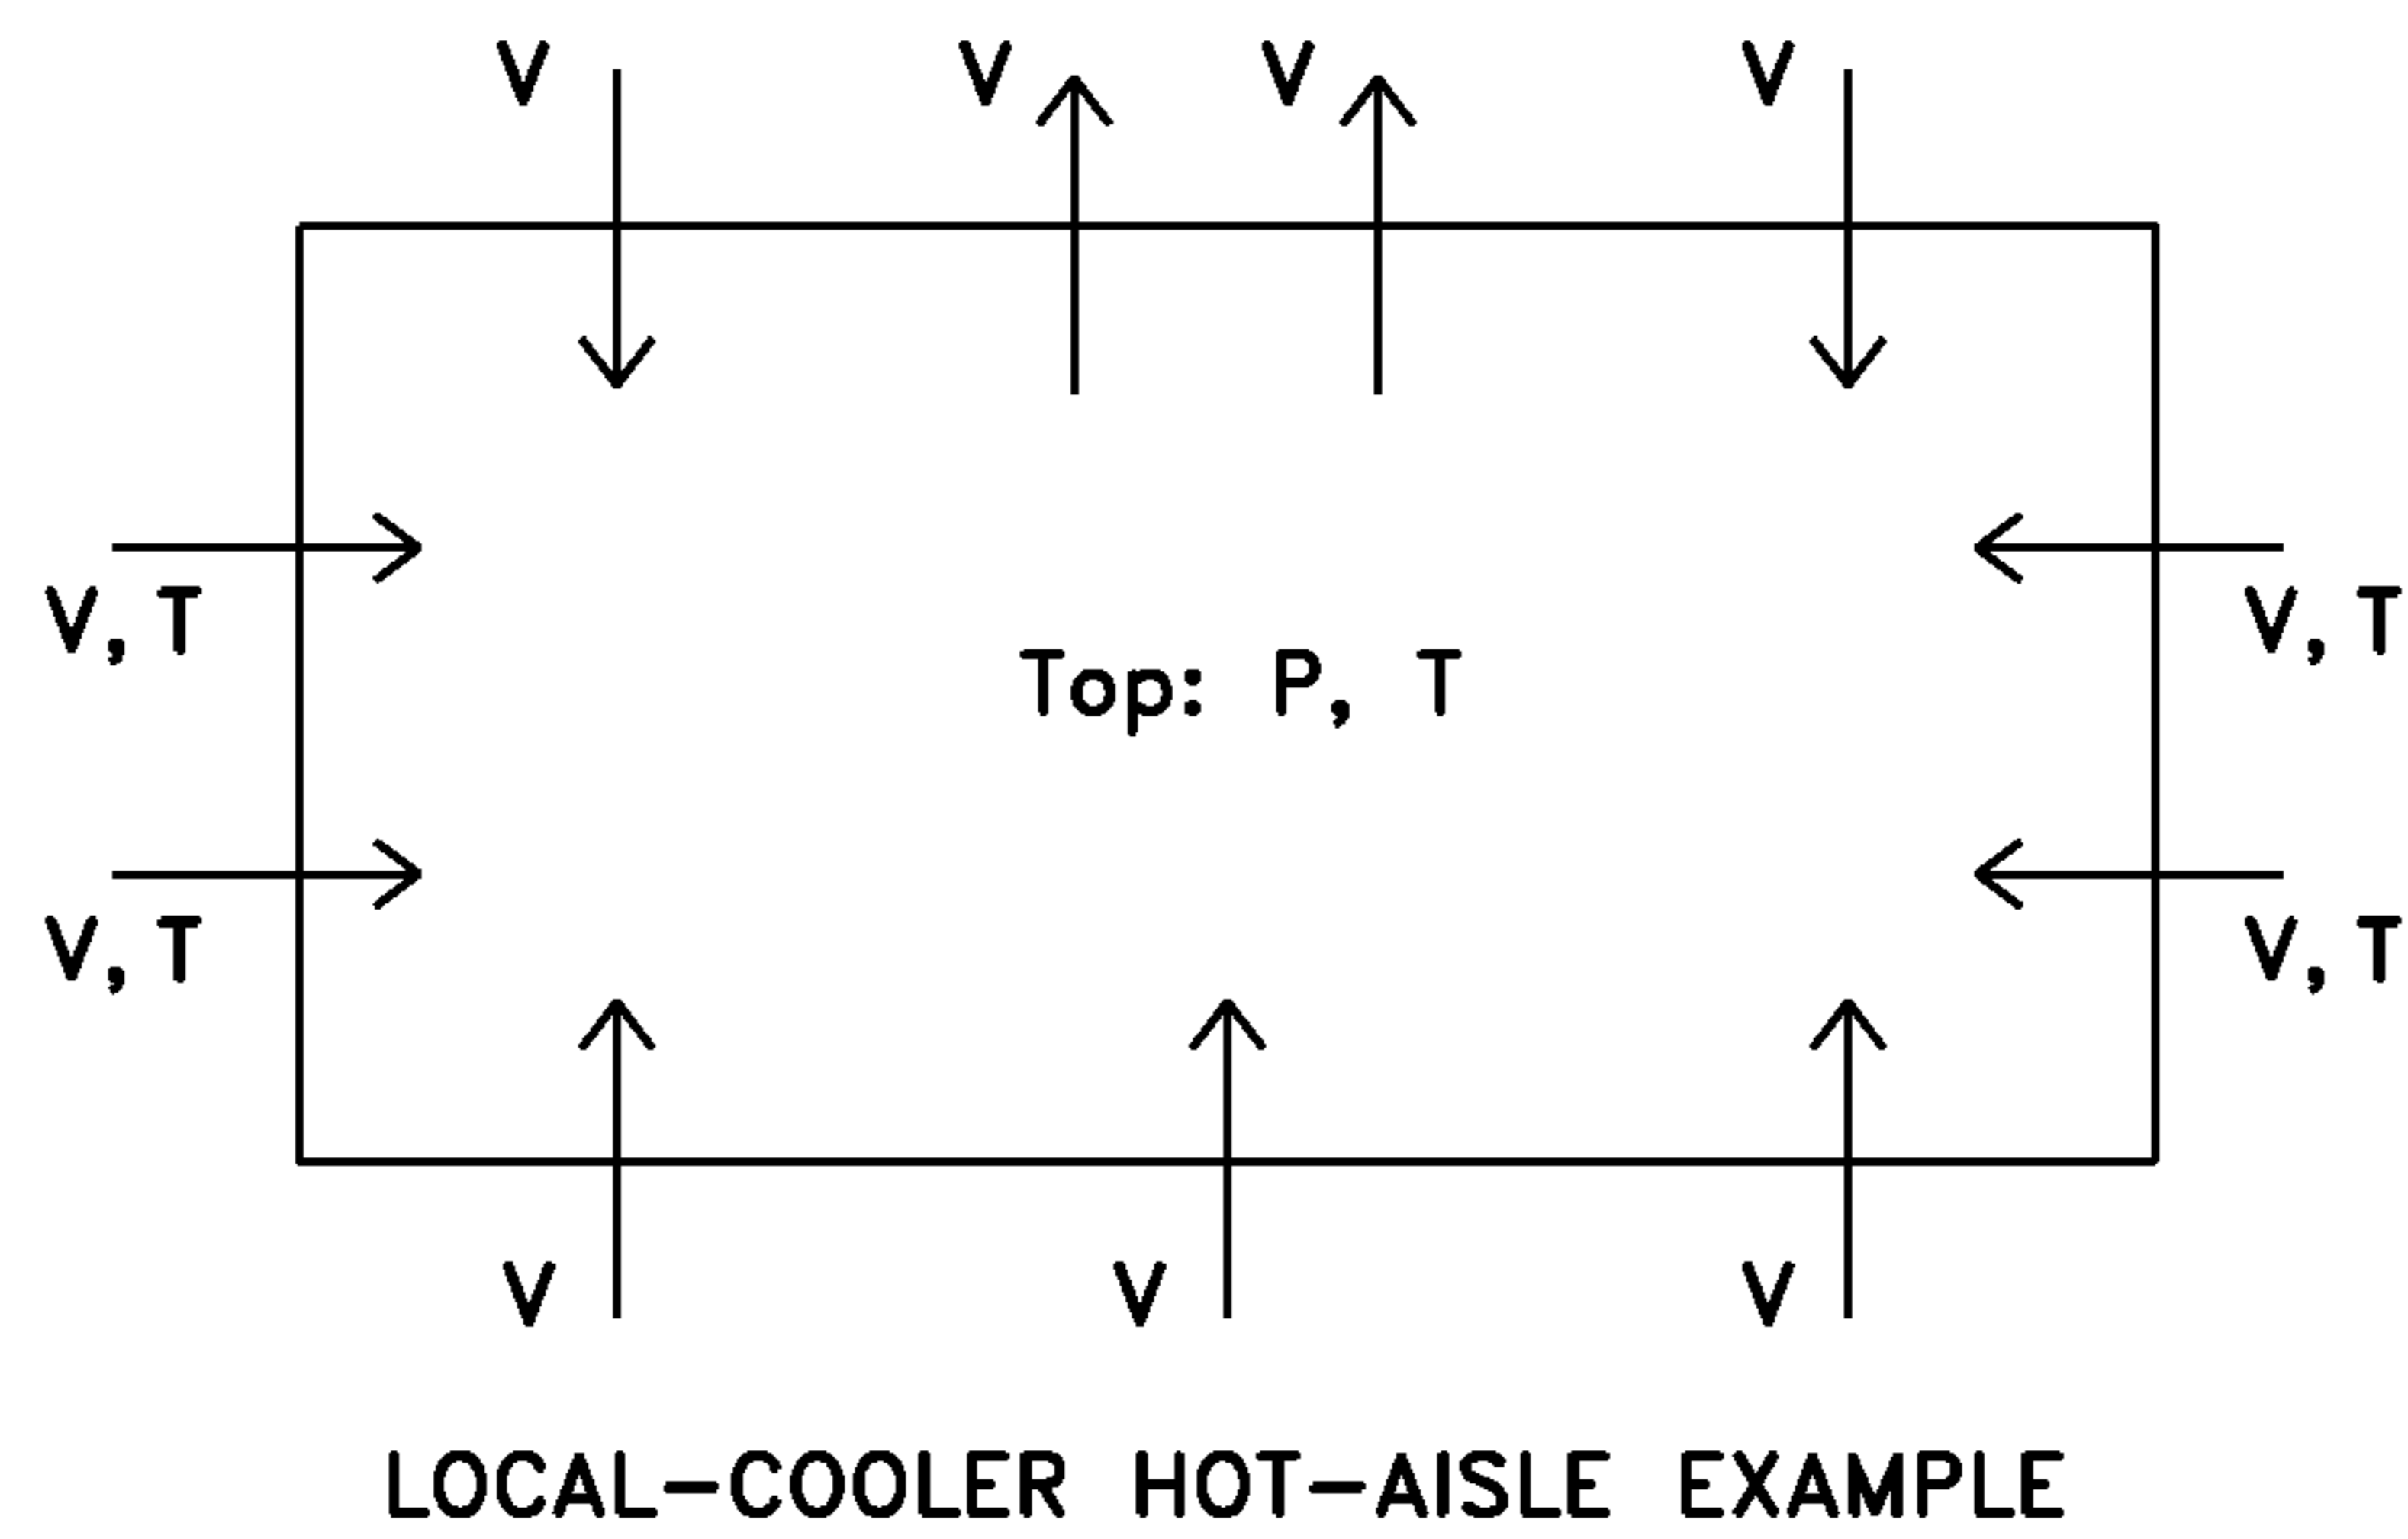 V V V V
V, T V, T
Top: P, T
V, T V, T
V V V
LOCAL-COOLER HOT-AISLE EXAMPLE